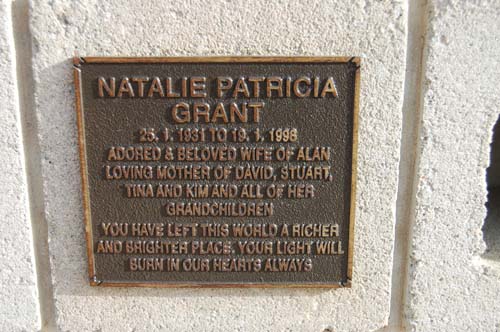 NATALIE PATRICIA
GRANT
25. 1. 1931 TO 19. 1. 1998
ADORED & BELOVED WIFE OF ALAN
LOVING MOTHER OF DAVID, STUART,
TINA AND KIM AND ALL OF HER
GRANDCHILDREN
YOU HAVE LEFT THIS WORLD A RICHER
AND BRIGHTER PLACE. YOUR LIGHT WILL
BURN IN OUR HEARTS ALWAYS